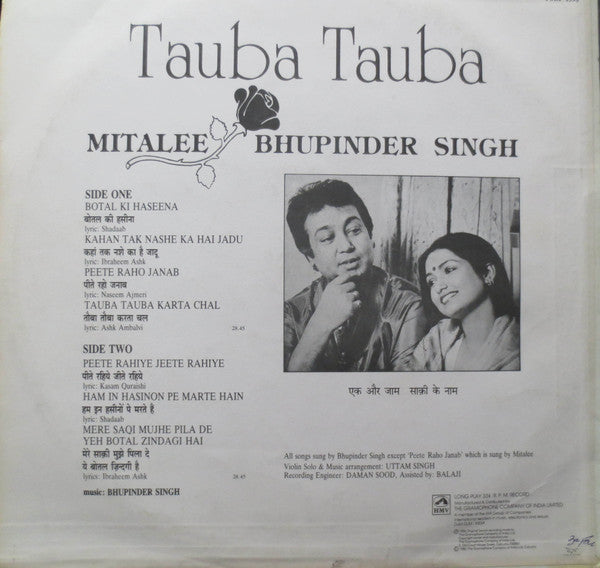 Tauba Tauba
MITALEE BHUPINDER SINGH
SIDE ONE
BOTAL KI HASEENA
बोतल की हसीना
lyric: Shadaab
KAHAN TAK NASHE KA HAI JADU
कहां तक नशे का है जादू
lyric: Ibraheem Ashk
PEETE RAHO JANAB
पीते रहो जनाब
lyric: Naseem Ajmeri
TAUBA TAUBA KARTA CHAL
तौबा तौबा करता चल
lyric: Ashk Ambalvi 28.45
SIDE TWO
PEETE RAHIYE JEETE RAHIYE
पीते रहिये जीते रहिये
lyric: Kasam Quraishi
HAM IN HASINON PE MARTE HAIN
हम इन हसीनों पे मरते है
lyric: Shadaab
MERE SAQI MUJHE PILA DE
YEH BOTAL ZINDAGI HAI
मेरे साक़ी मुझे पिला दे
ये बोतल ज़िन्दगी है
lyric: Ibraheem Ashk 28.45
music: BHUPINDER SINGH
एक और जाम साक़ी के नाम
All songs sung by Bhupinder Singh except 'Peete Raho Janab' which is sung by Mitalee
Violin Solo & Music arrangement: UTTAM SINGH
Recording Engineer: DAMAN SOOD, Assisted by: BALAJI
HMV
LONG PLAY 33⅓ R. P. M. RECORD
Manufactured & Distributed by
THE GRAMOPHONE COMPANY OF INDIA LIMITED